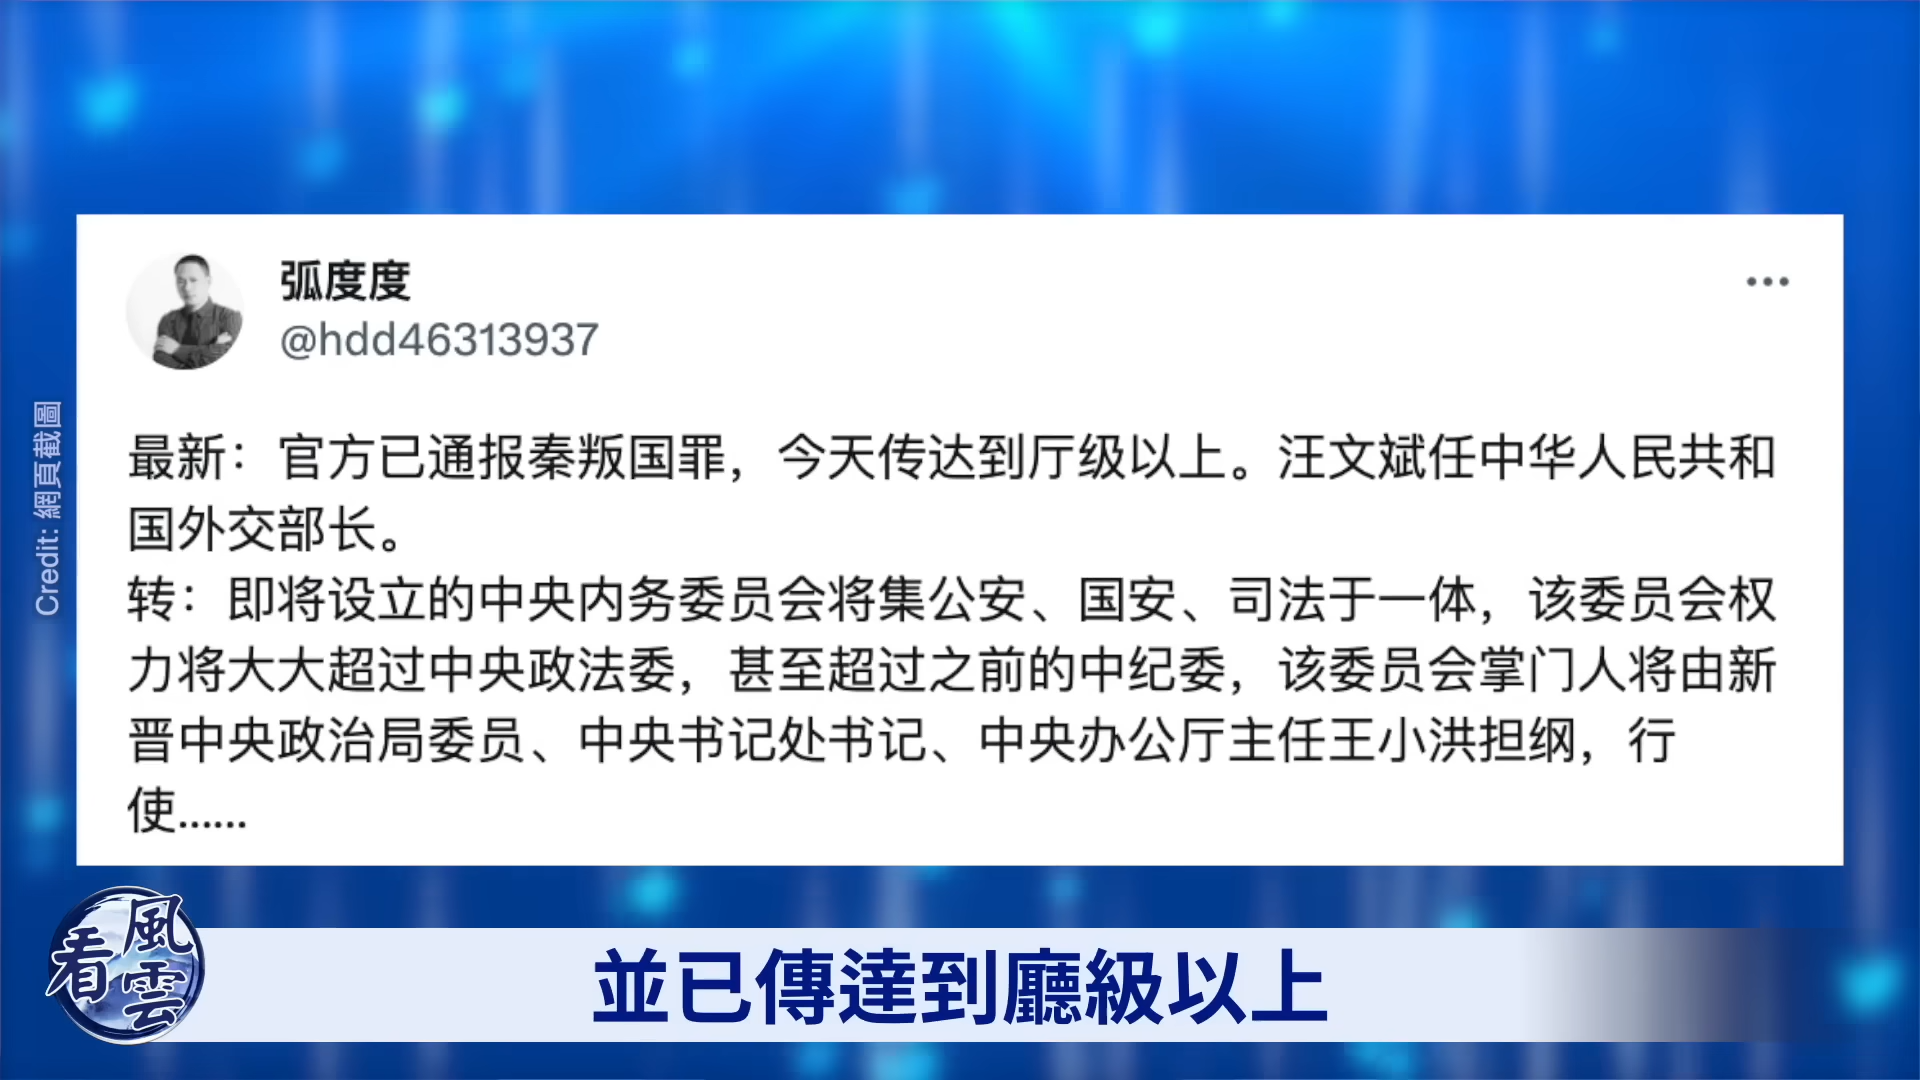 弧度度
@hdd46313937
最新：官方已通报秦叛国罪，今天传达到厅级以上。汪文斌任中华人民共和
国外交部长。
转：即将设立的中央内务委员会将集公安、国安、司法于一体，该委员会权
力将大大超过中央政法委，甚至超过之前的中纪委，该委员会掌门人将由新
晋中央政治局委员、中央书记处书记、中央办公厅主任王小洪担纲，行
使......
Credit: 網頁截圖
看風雲
並已傳達到廳級以上